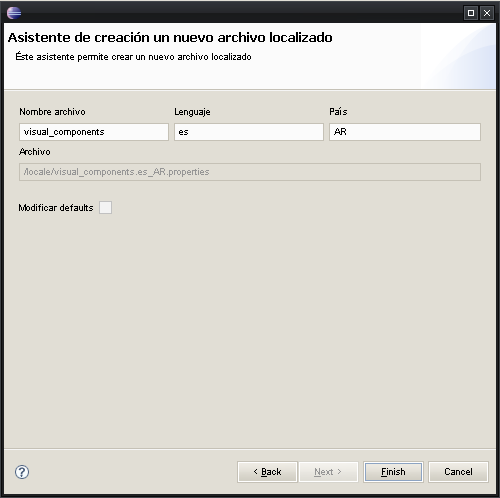 Asistente de creación un nuevo archivo localizado
Éste asistente permite crear un nuevo archivo localizado
Nombre archivo Lenguaje País
visual_components es AR
Archivo
/locale/visual_components.es_AR.properties
Modificar defaults
? < Back Next > Finish Cancel